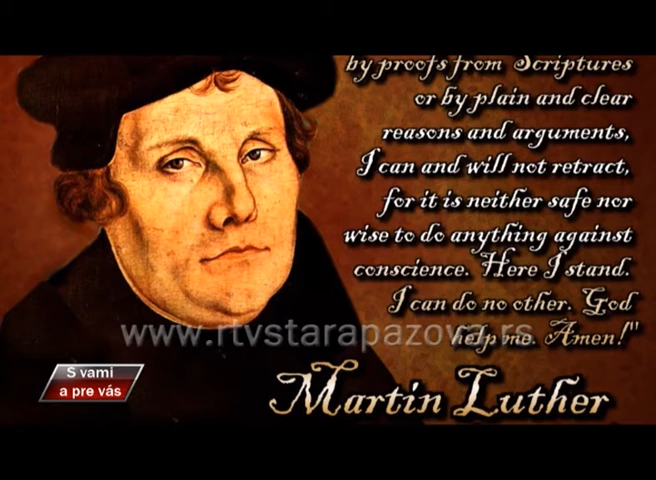 by proofs from Scriptures
or by plain and clear
reasons and arguments,
I can and will not retract,
for it is neither safe nor
wise to do anything against
conscience. Here I stand.
I can do no other. God
help me. Amen!"
www.rtvstarapazova.rs
Martin Luther
S vami
a pre vás